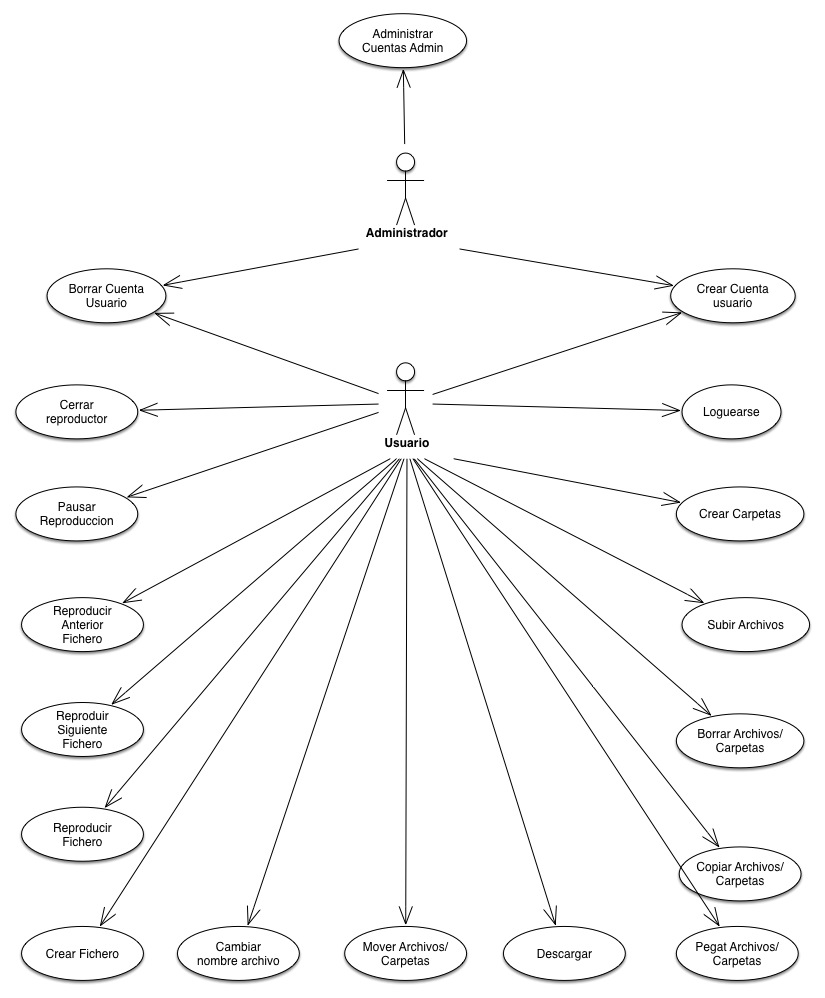 Administrar
Cuentas Admin
Administrador
Borrar Cuenta
Usuario
Crear Cuenta
usuario
Cerrar
reproductor
Usuario
Loguearse
Pausar
Reproduccion
Crear Carpetas
Reproducir
Anterior
Fichero
Subir Archivos
Reproduir
Siguiente
Fichero
Borrar Archivos/
Carpetas
Reproducir
Fichero
Copiar Archivos/
Carpetas
Crear Fichero
Cambiar
nombre archivo
Mover Archivos/
Carpetas
Descargar
Pegat Archivos/
Carpetas